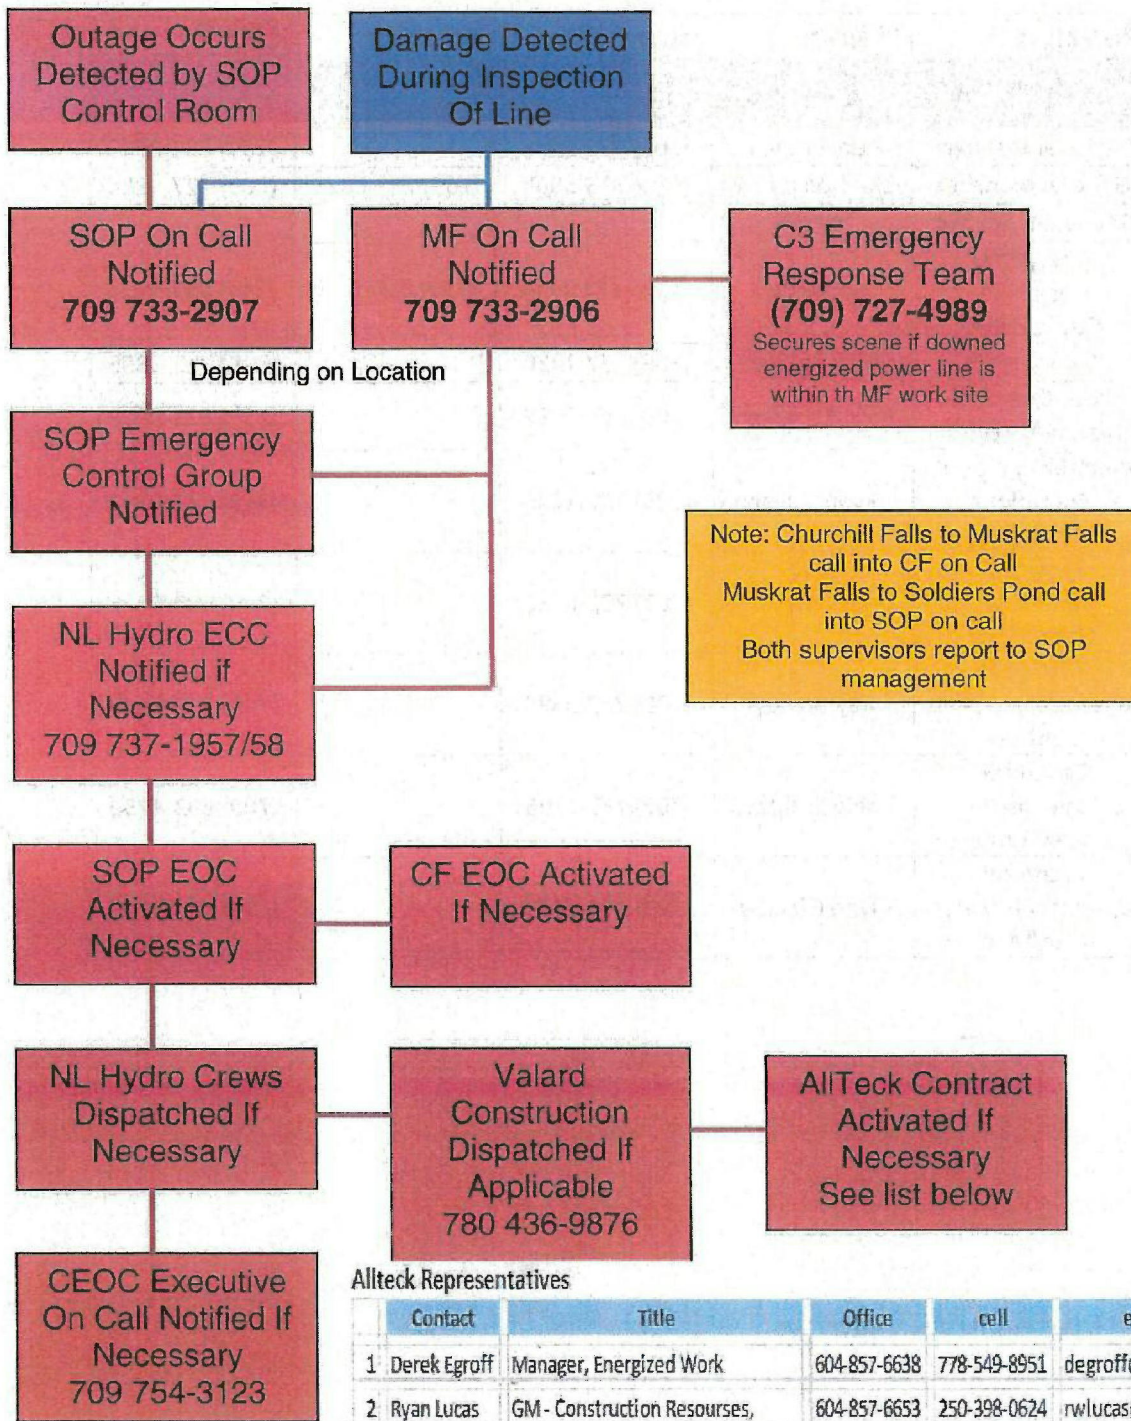 Outage Occurs
Detected by SOP
Control Room
Damage Detected
During Inspection
Of Line
SOP On Call
Notified
709 733-2907
MF On Call
Notified
709 733-2906
C3 Emergency
Response Team
(709) 727-4989
Secures scene if downed
energized power line is
within th MF work site
Depending on Location
SOP Emergency
Control Group
Notified
Note: Churchill Falls to Muskrat Falls
call into CF on Call
Muskrat Falls to Soldiers Pond call
into SOP on call
Both supervisors report to SOP
management
NL Hydro ECC
Notified if
Necessary
709 737-1957/58
SOP EOC
Activated If
Necessary
CF EOC Activated
If Necessary
NL Hydro Crews
Dispatched If
Necessary
Valard
Construction
Dispatched If
Applicable
780 436-9876
AllTeck Contract
Activated If
Necessary
See list below
CEOC Executive
On Call Notified If
Necessary
709 754-3123
Allteck Representatives
Contact Title Office cell e
1 Derek Egroff Manager, Energized Work 604-857-6638 778-549-8951 degroff
2 Ryan Lucas GM - Construction Resourses, 604-857-6653 250-398-0624 rwlucas